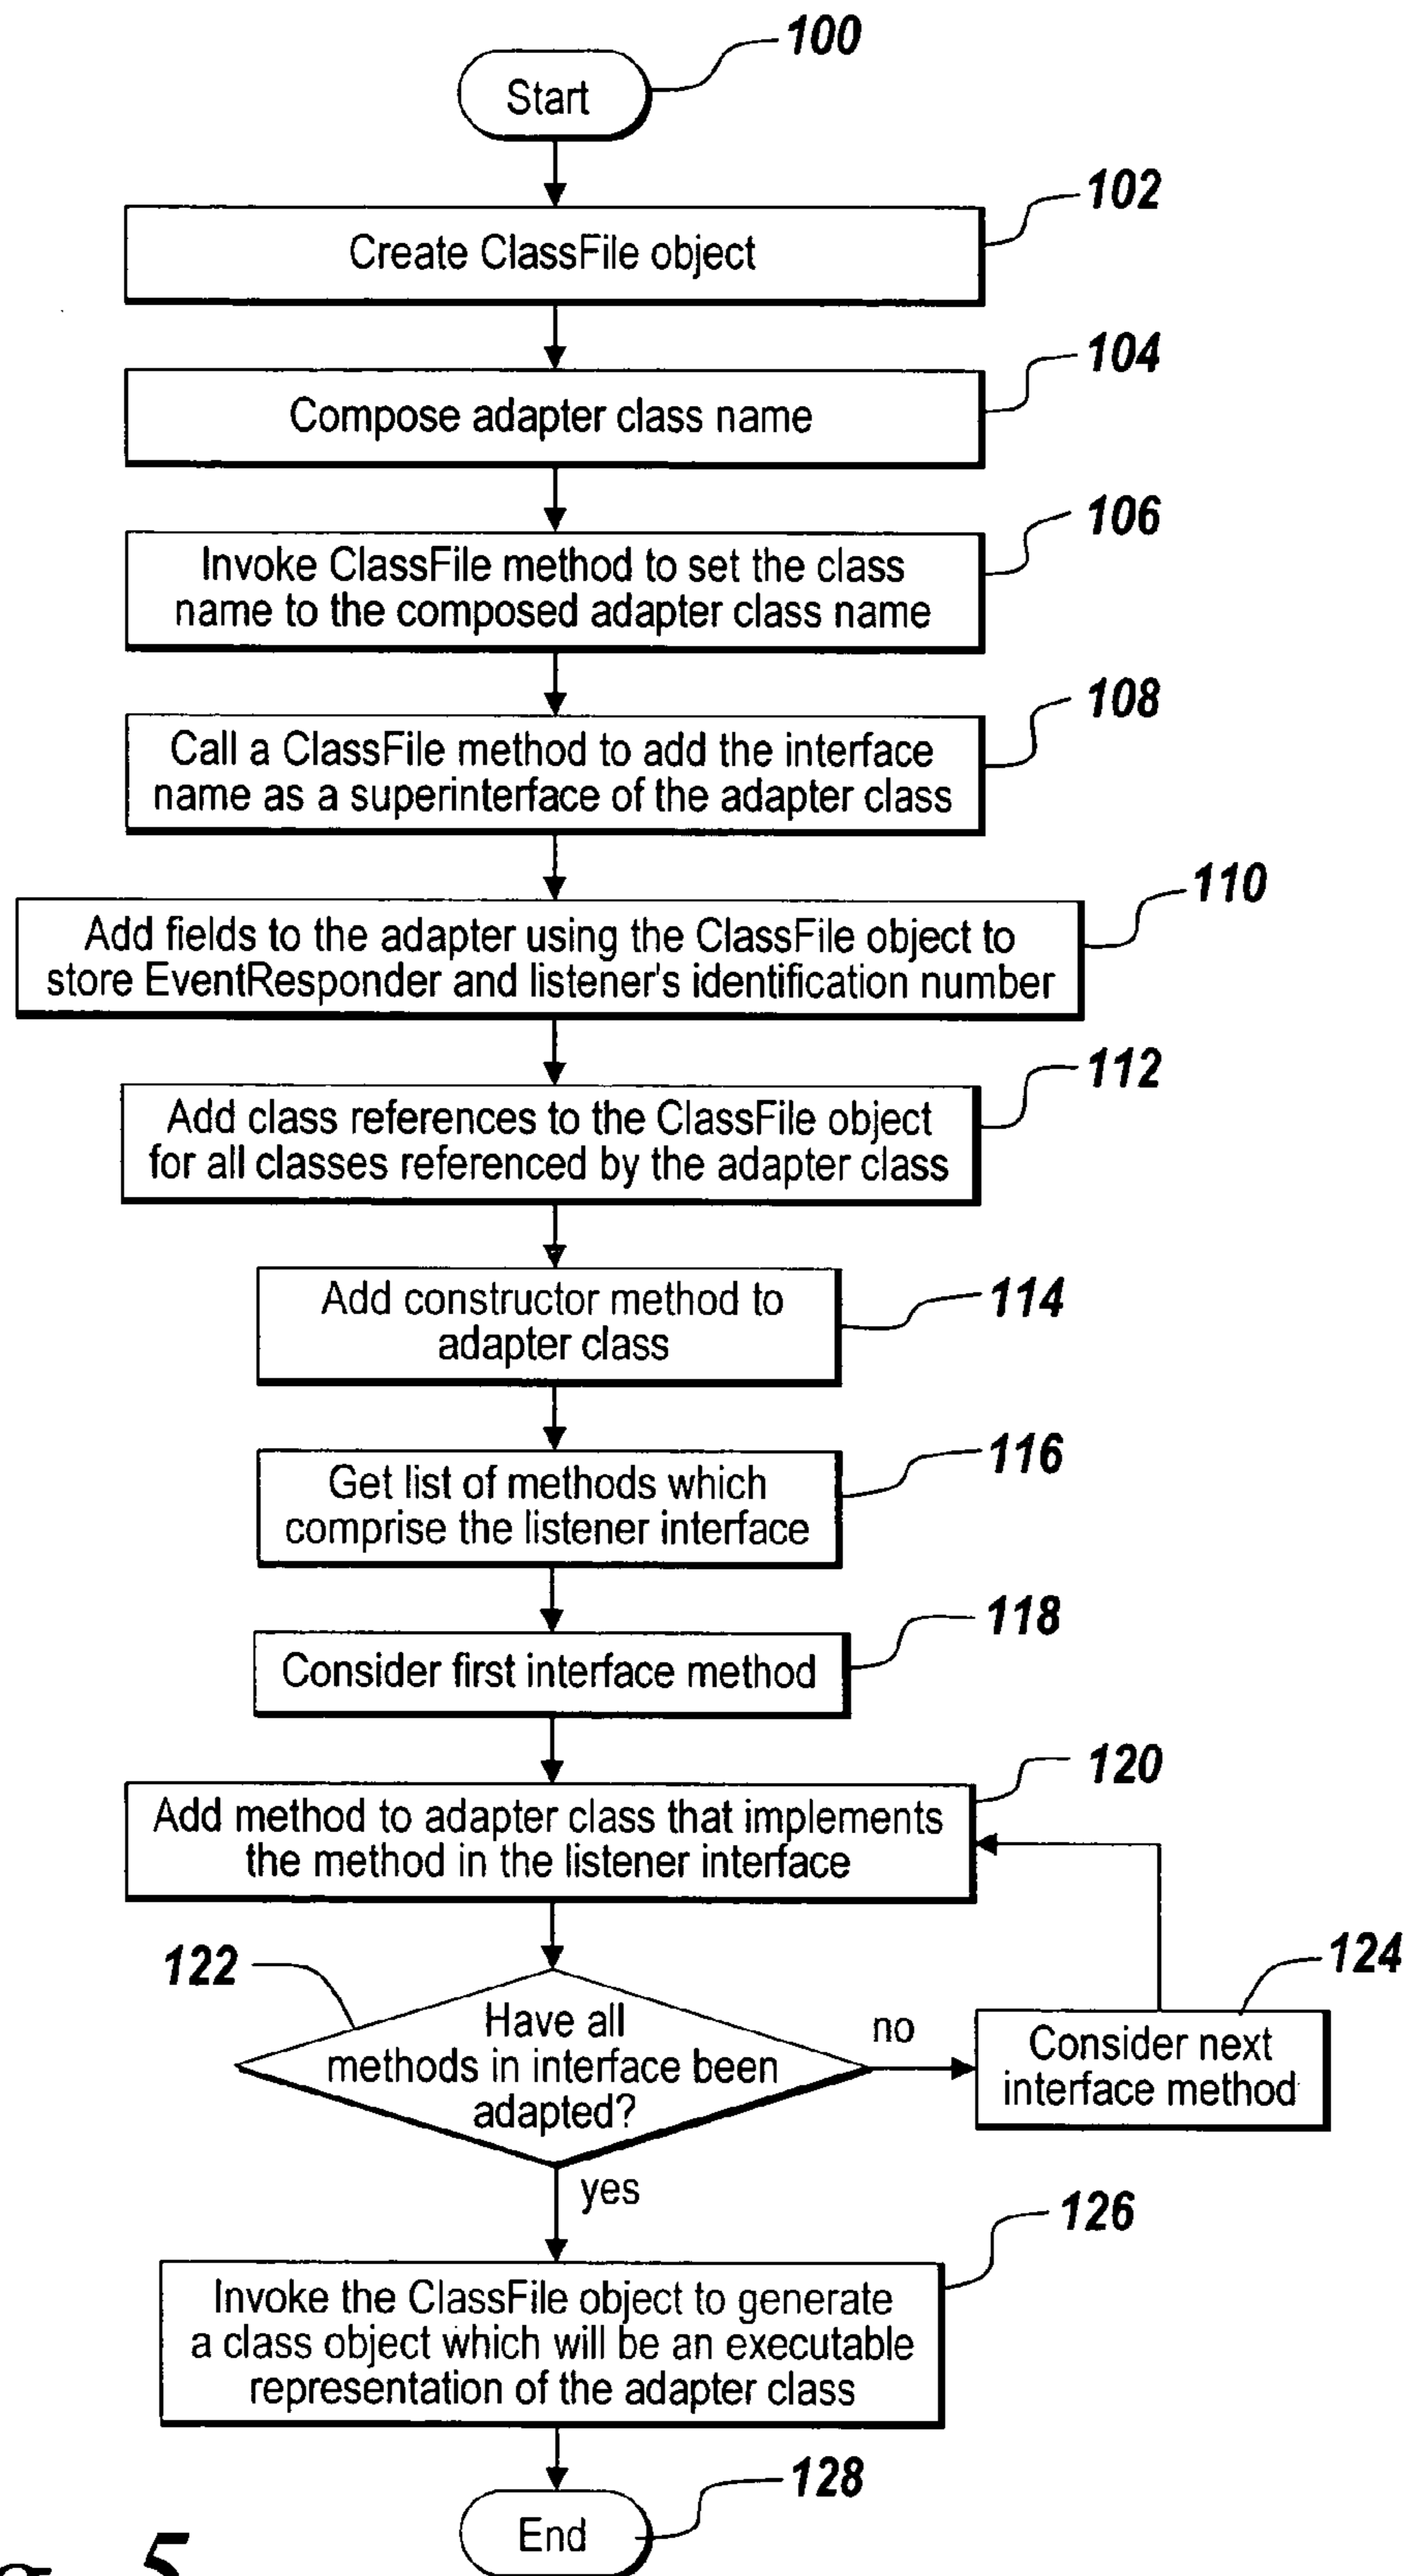 100
Start
102
Create ClassFile object
104
Compose adapter class name
106
Invoke ClassFile method to set the class
name to the composed adapter class name
108
Call a ClassFile method to add the interface
name as a superinterface of the adapter class
110
Add fields to the adapter using the ClassFile object to
store EventResponder and listener's identification number
112
Add class references to the ClassFile object
for all classes referenced by the adapter class
114
Add constructor method to
adapter class
116
Get list of methods which
comprise the listener interface
118
Consider first interface method
120
Add method to adapter class that implements
the method in the listener interface
122
Have all
methods in interface been
adapted?
no
124
Consider next
interface method
yes
126
Invoke the ClassFile object to generate
a class object which will be an executable
representation of the adapter class
128
End
5